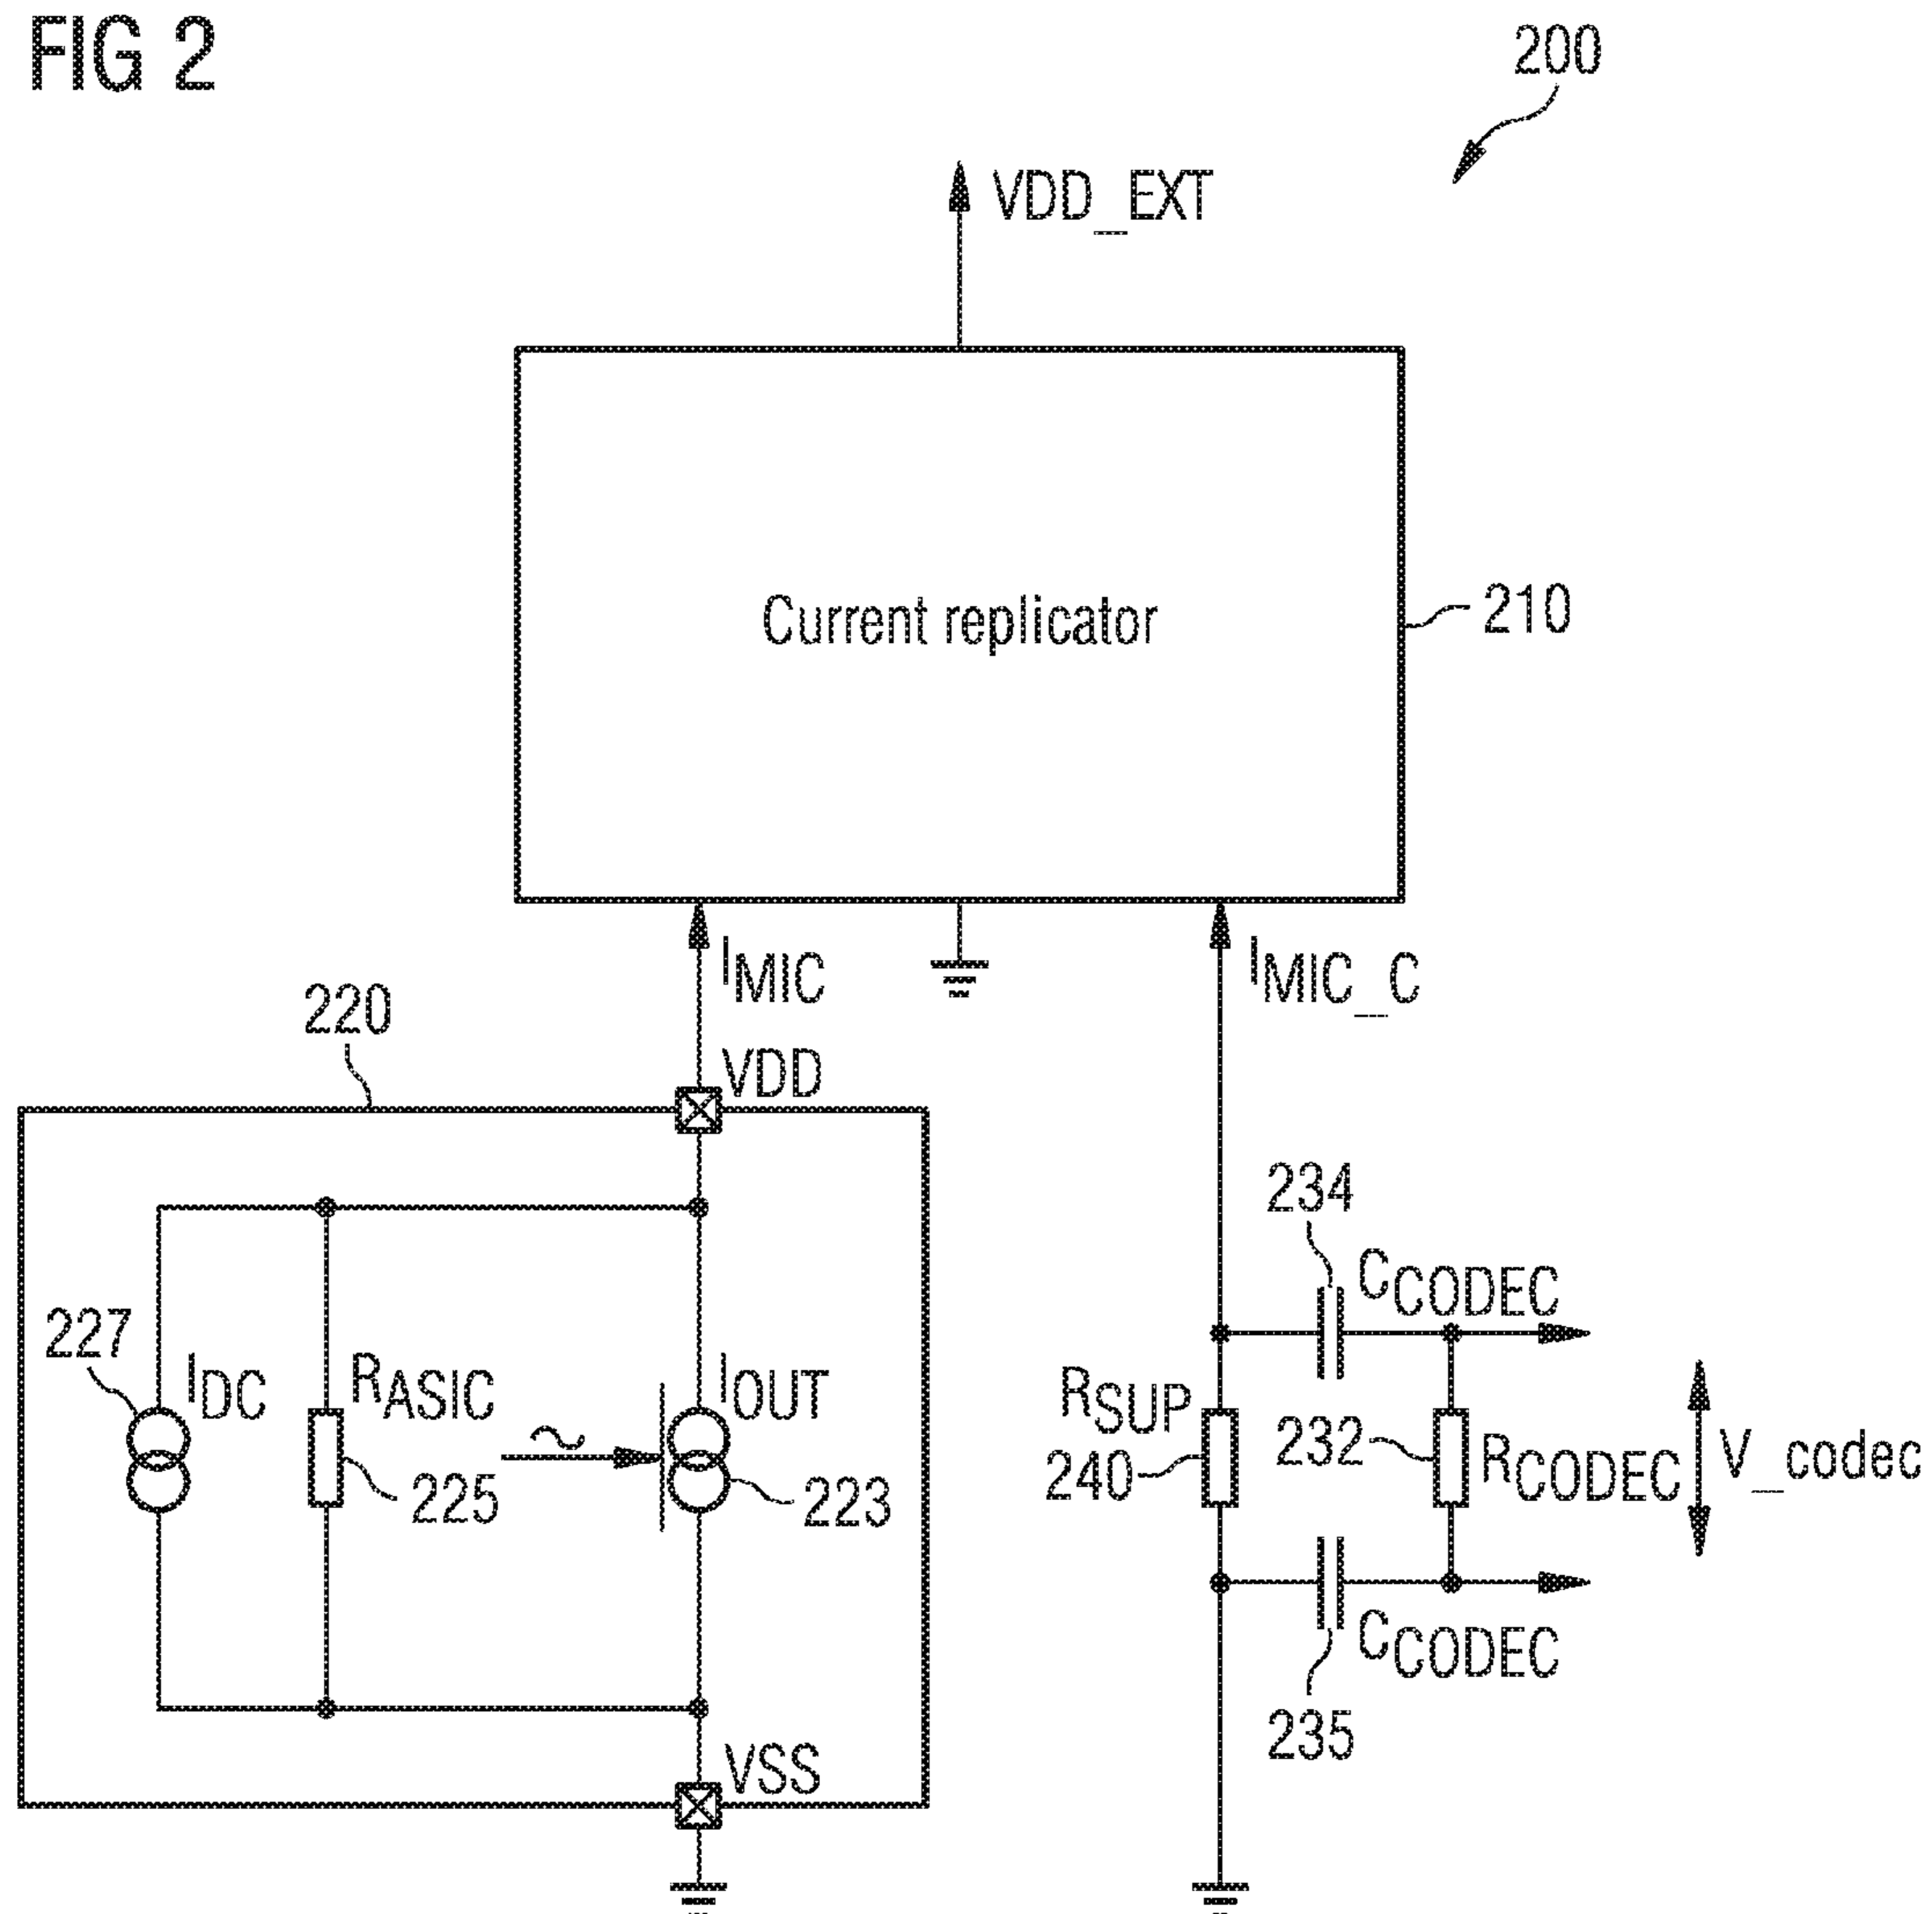 FIG 2
200
VDD_EXT
Current replicator
210
IMIC
IMIC_C
220
VDD
234
CCODEC
227
IDC
RASIC
IOUT
RSUP
225
223
240
232
RCODEC
V_codec
CCODEC
235
VSS